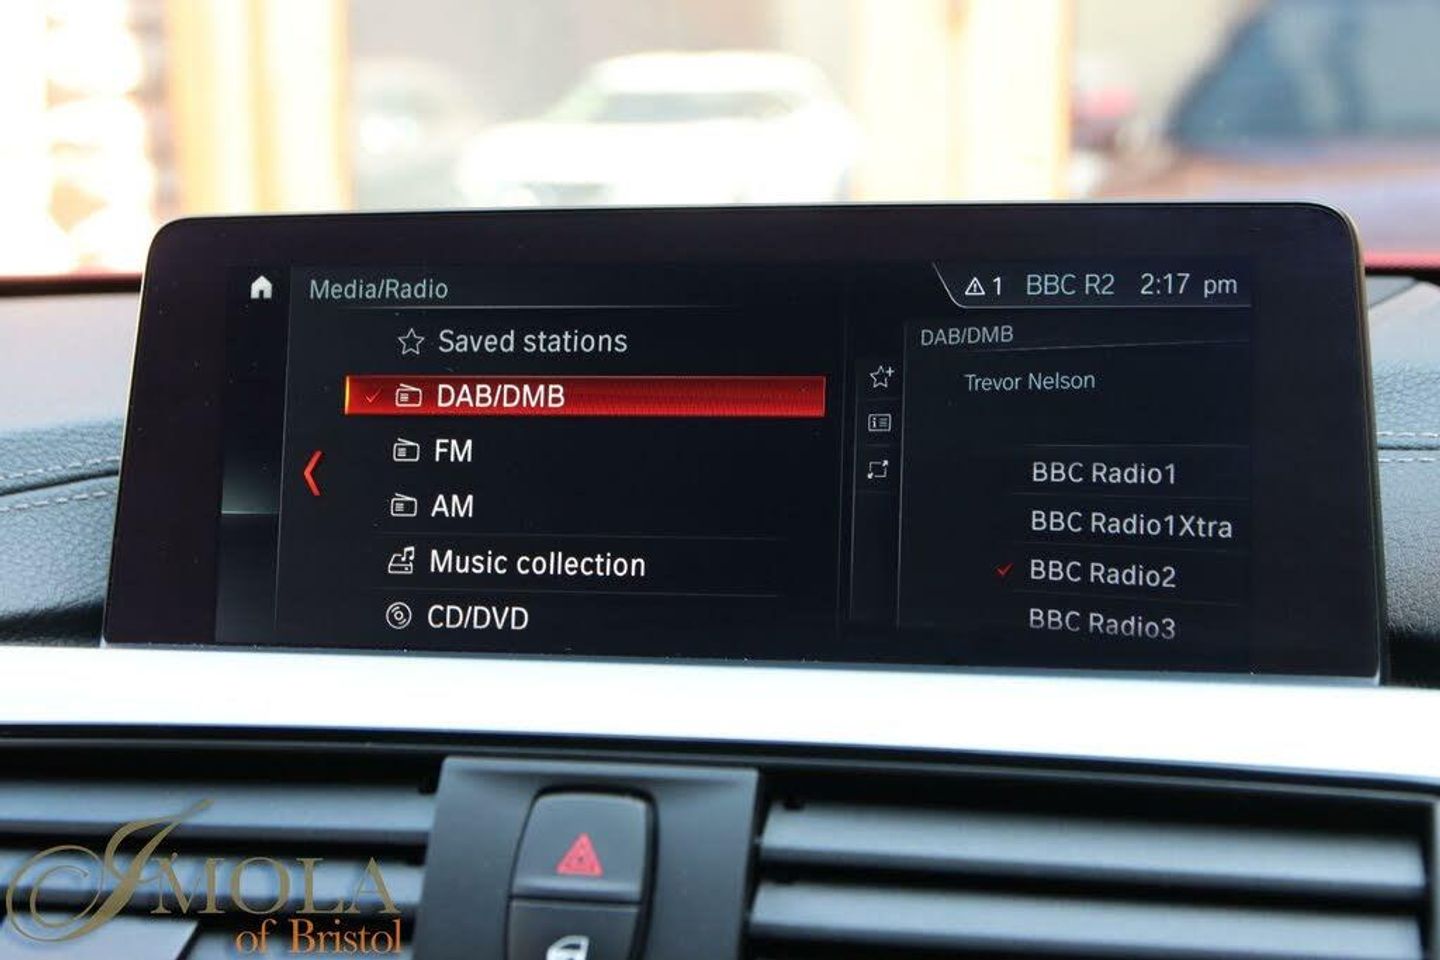 Media/Radio
1 BBC R2 2:17 pm
Saved stations
DAB/DMB
FM
AM
Music collection
CD/DVD
DAB/DMB
Trevor Nelson
BBC Radio1
BBC Radio1Xtra
BBC Radio2
BBC Radio3
IMOLA
of Bristol